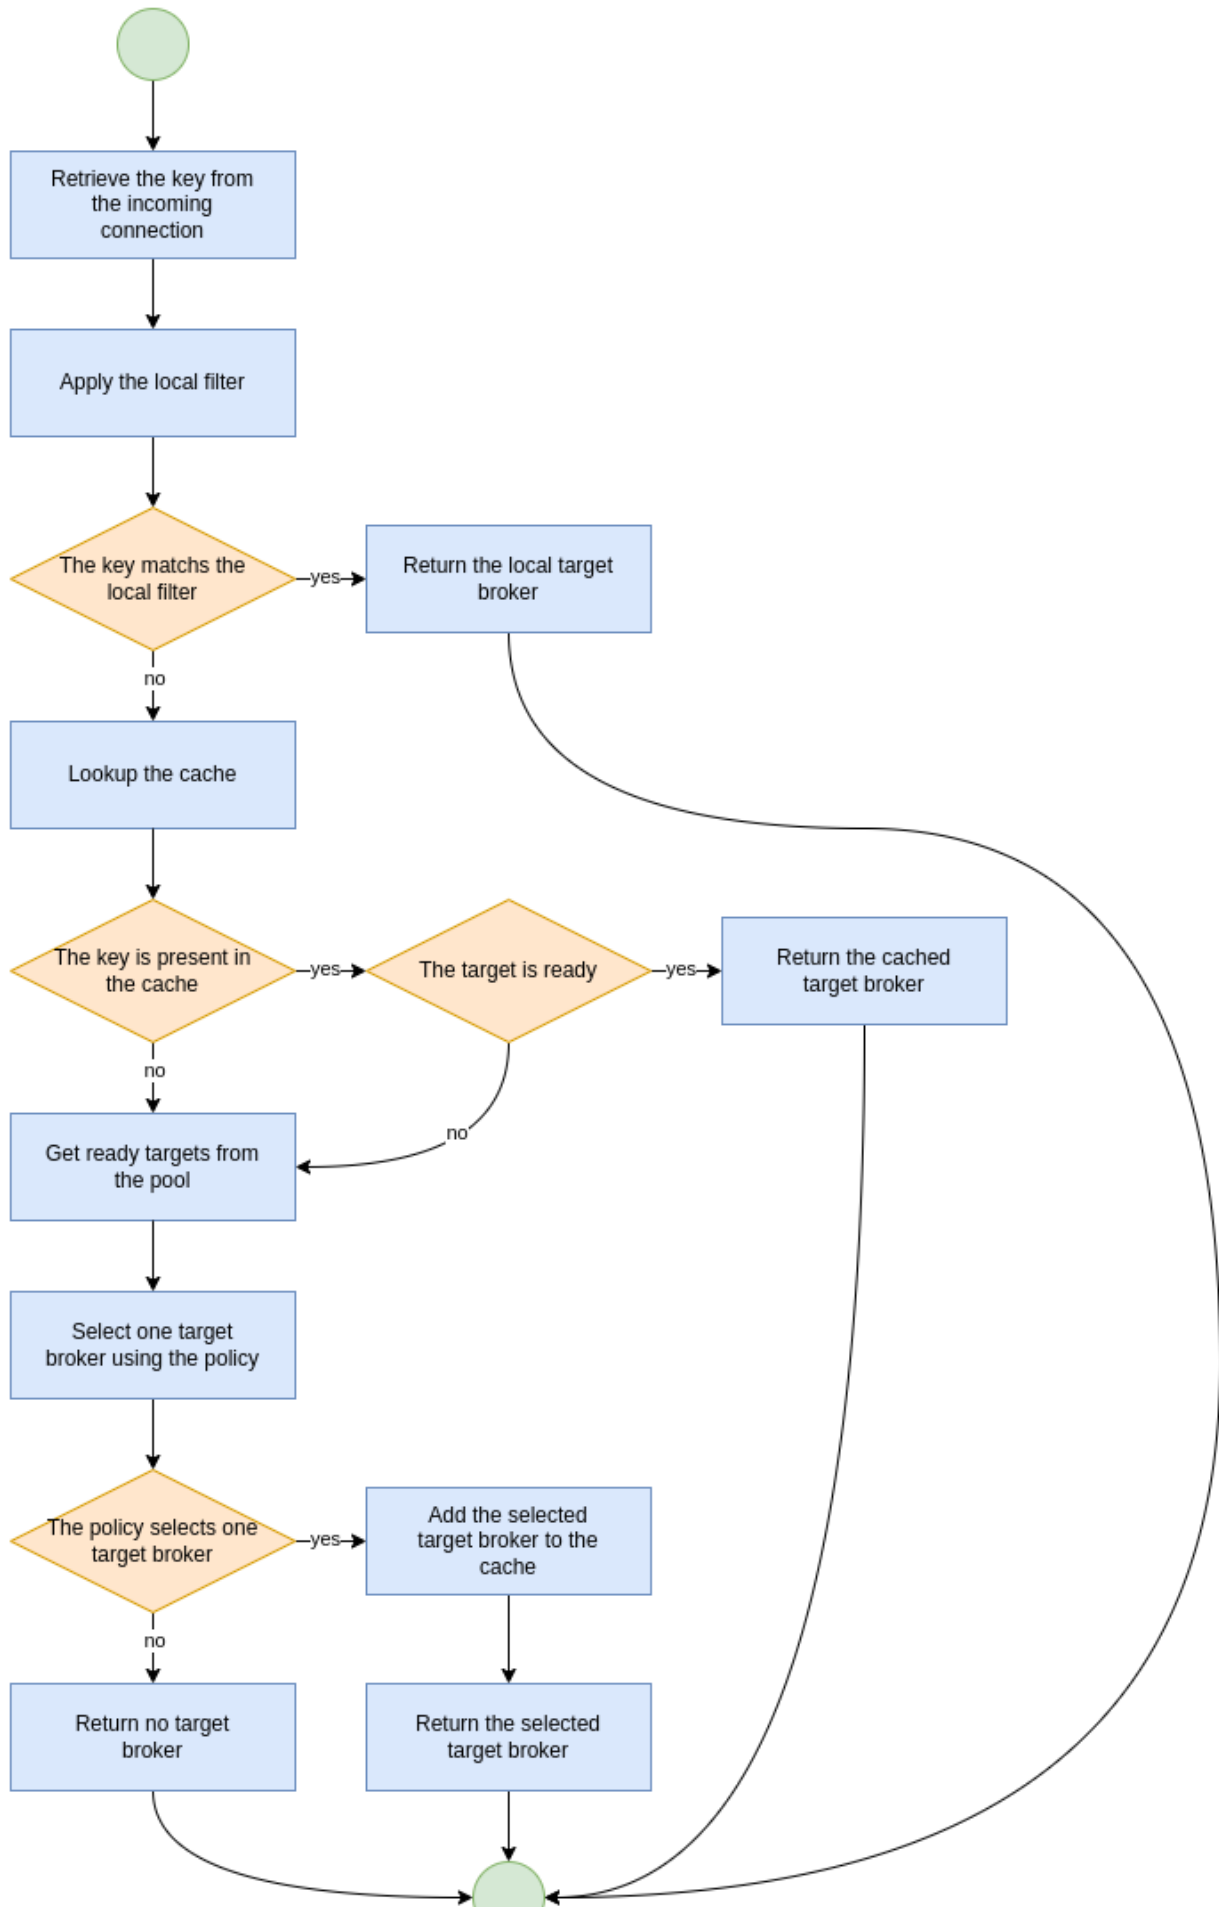 Retrieve the key from
the incoming
connection
Apply the local filter
The key matchs the
local filter
yes
Return the local target
broker
no
Lookup the cache
The key is present in
the cache
yes
The target is ready
yes
Return the cached
target broker
no
no
Get ready targets from
the pool
Select one target
broker using the policy
The policy selects one
target broker
yes
Add the selected
target broker to the
cache
no
Return no target
broker
Return the selected
target broker